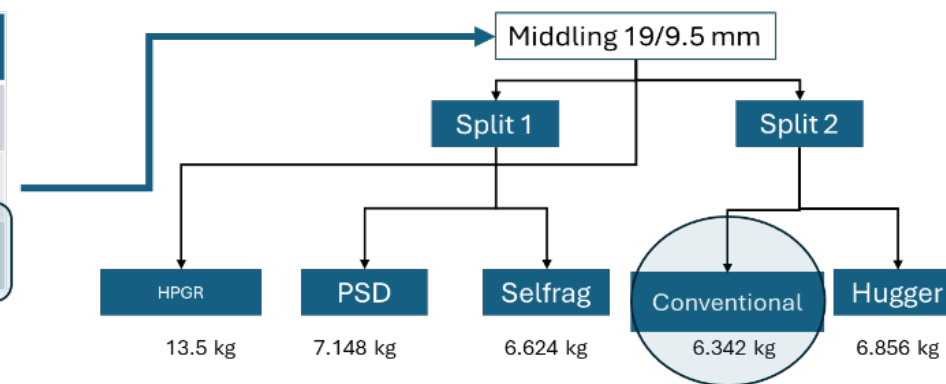 Middling 19/9.5 mm
Split 1
Split 2
HPGR
PSD
Selfrag
Conventional
Hugger
13.5 kg
7.148 kg
6.624 kg
6.342 kg
6.856 kg